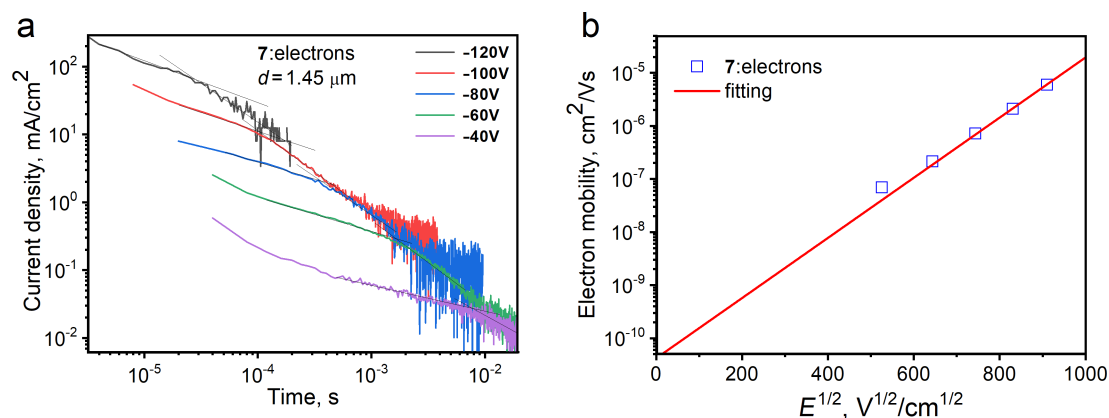 a
7:electrons
d = 1.45 μm
–120V
–100V
–80V
–60V
–40V
Current density, mA/cm²
10²
10¹
10⁰
10⁻¹
10⁻²
10⁻⁵
10⁻⁴
10⁻³
10⁻²
Time, s
b
7:electrons
fitting
Electron mobility, cm²/Vs
10⁻⁵
10⁻⁶
10⁻⁷
10⁻⁸
10⁻⁹
10⁻¹⁰
0
200
400
600
800
1000
E^1/2, V^1/2/cm^1/2